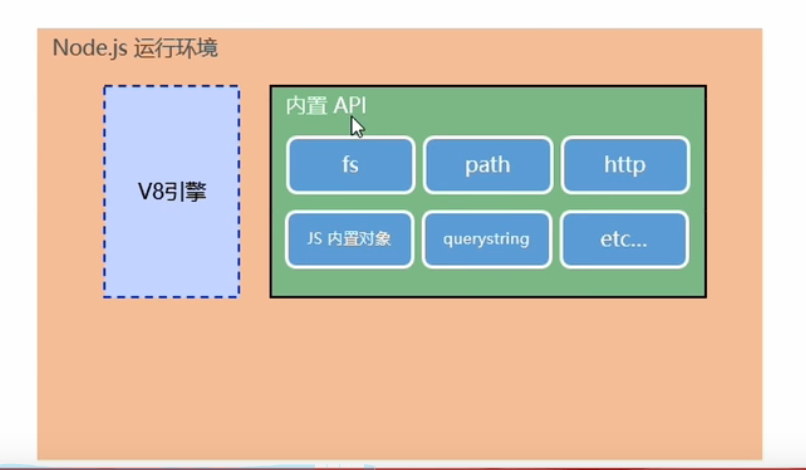 Node.js 运行环境
V8引擎
内置 API
fs
path
http
JS 内置对象
querystring
etc...